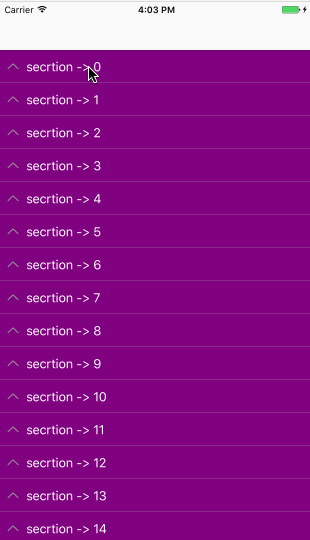 Carrier 4:03 PM
secrtion -> 0
secrtion -> 1
secrtion -> 2
secrtion -> 3
secrtion -> 4
secrtion -> 5
secrtion -> 6
secrtion -> 7
secrtion -> 8
secrtion -> 9
secrtion -> 10
secrtion -> 11
secrtion -> 12
secrtion -> 13
secrtion -> 14